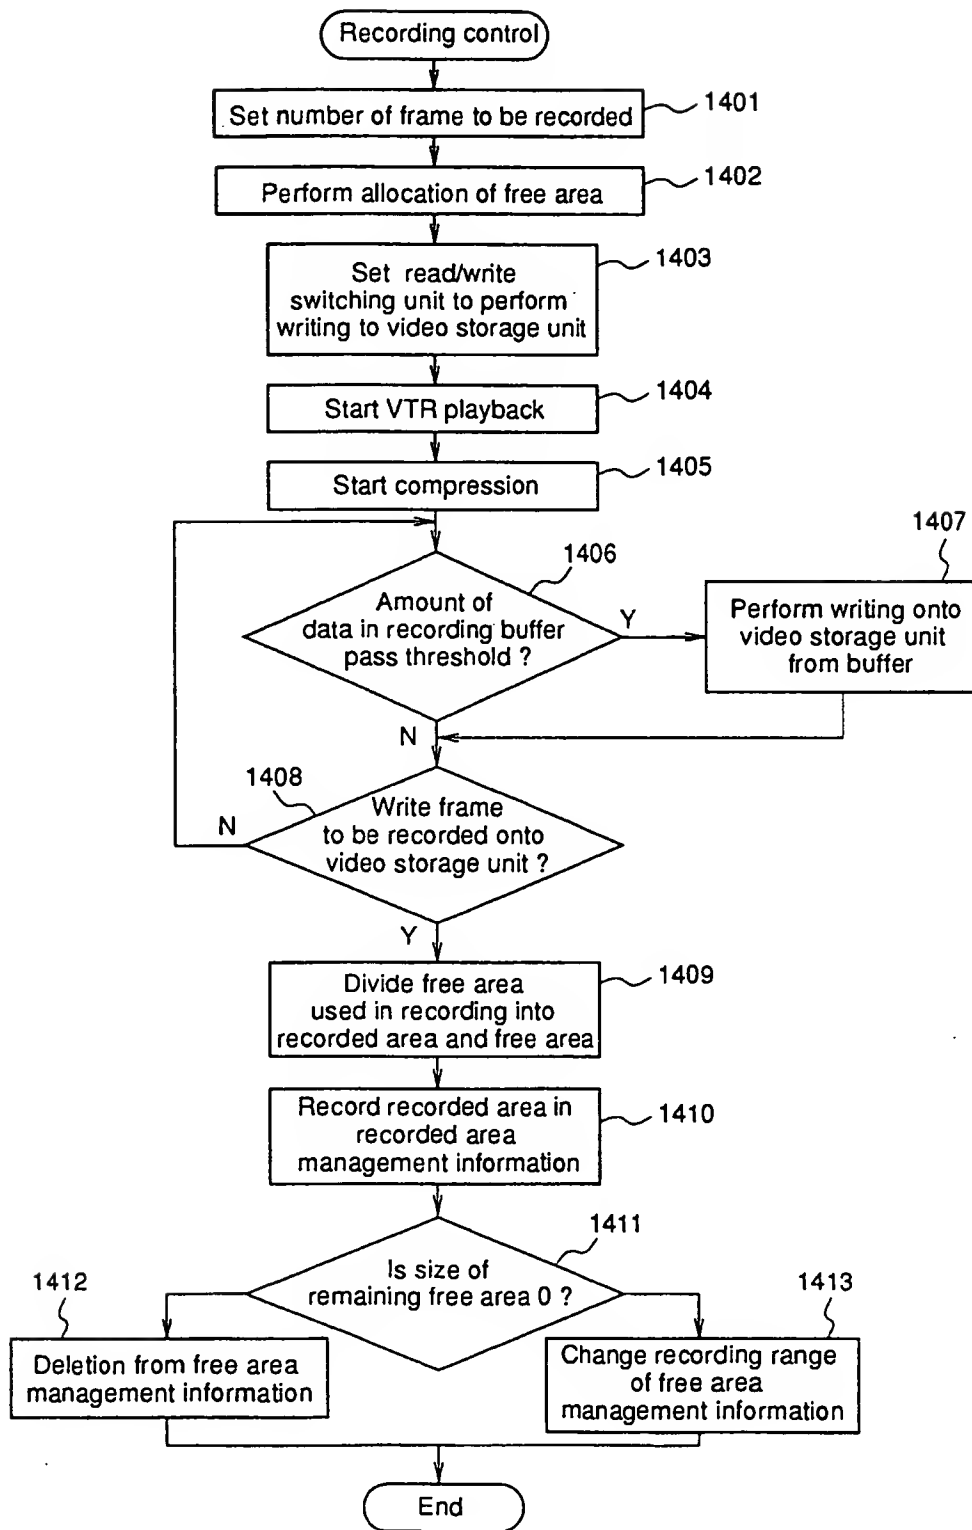 Recording control
Set number of frame to be recorded
1401
Perform allocation of free area
1402
Set read/write
switching unit to perform
writing to video storage unit
1403
Start VTR playback
1404
Start compression
1405
1406
Amount of
data in recording buffer
pass threshold ?
Y
1407
Perform writing onto
video storage unit
from buffer
N
1408
Write frame
to be recorded onto
video storage unit ?
N
Y
Divide free area
used in recording into
recorded area and free area
1409
Record recorded area in
recorded area
management information
1410
1411
Is size of
remaining free area 0 ?
1412
Deletion from free area
management information
1413
Change recording range
of free area
management information
End